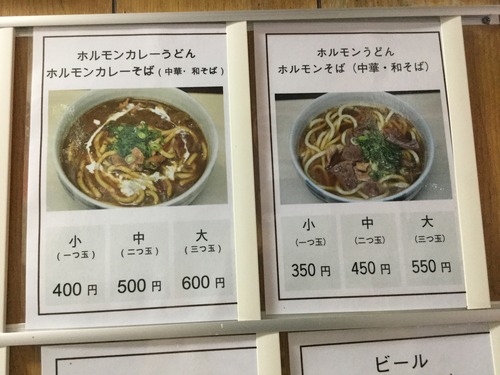 ホルモンカレーうどん
ホルモンカレーそば(中華・和そば)
小 中 大
(一つ玉) (二つ玉) (三つ玉)
400円 500円 600円
ホルモンうどん
ホルモンそば(中華・和そば)
小 中 大
(一つ玉) (二つ玉) (三つ玉)
350円 450円 550円
ビール